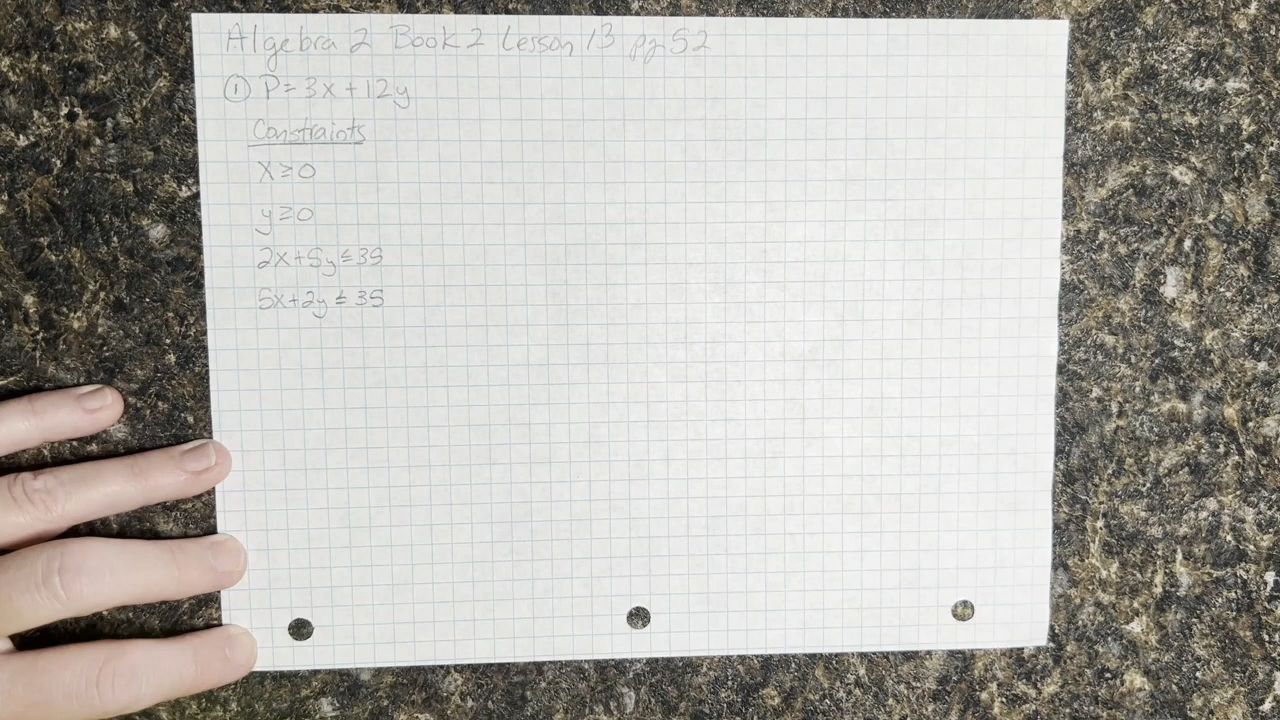 Algebra 2 Book 2 Lesson 13 pg 52
① P = 3x + 12y
Constraints
x ≥ 0
y ≥ 0
2x + 5y ≤ 35
5x + 2y ≤ 35